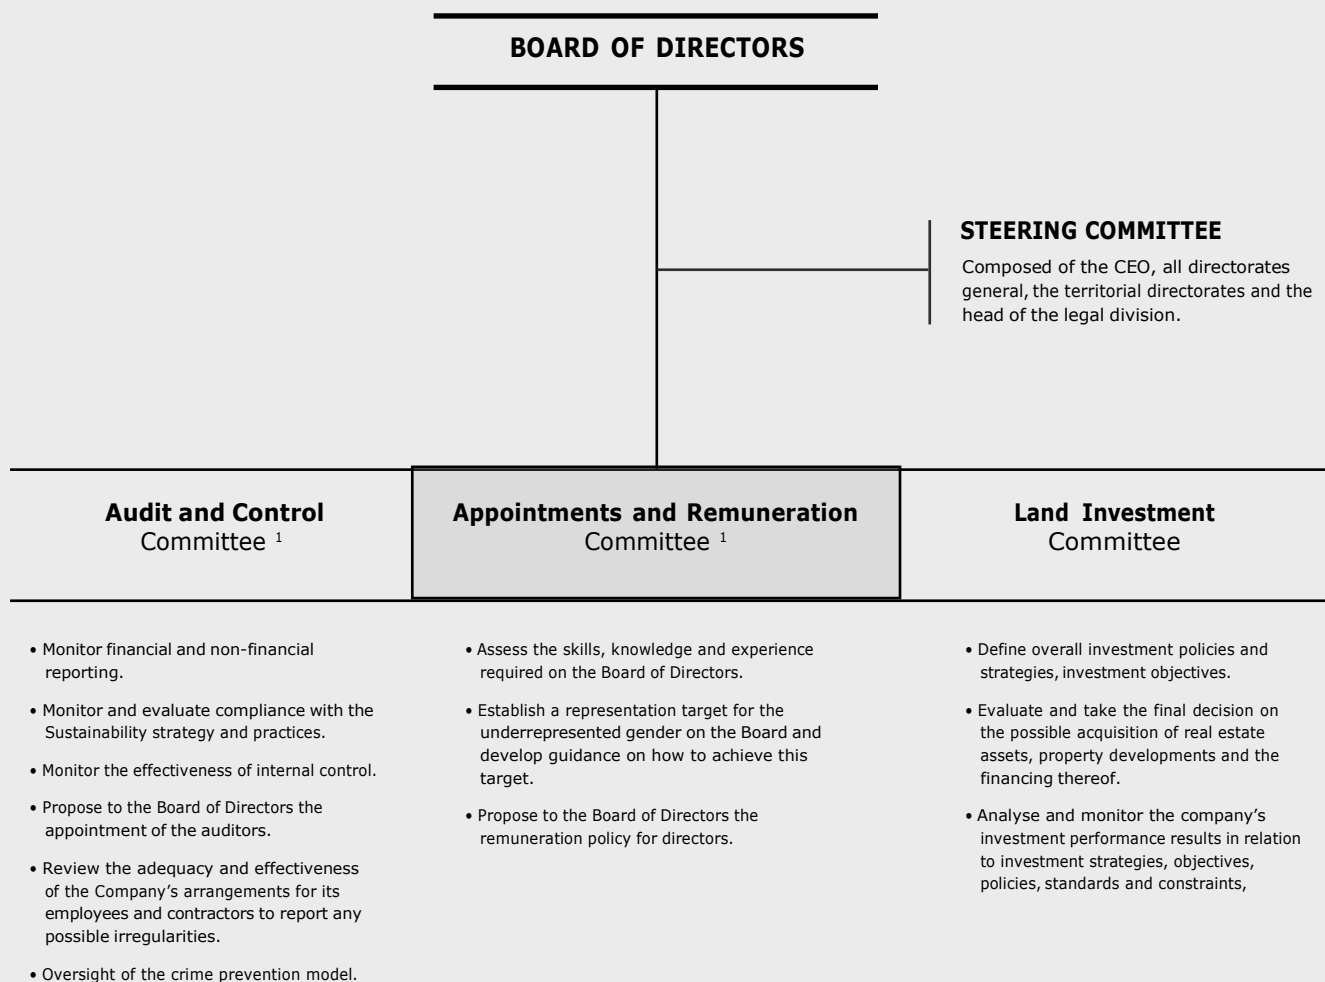 BOARD OF DIRECTORS
STEERING COMMITTEE
Composed of the CEO, all directorates
general, the territorial directorates and the
head of the legal division.
Audit and Control
Committee 1
Appointments and Remuneration
Committee 1
Land Investment
Committee
• Monitor financial and non-financial
reporting.
• Monitor and evaluate compliance with the
Sustainability strategy and practices.
• Monitor the effectiveness of internal control.
• Propose to the Board of Directors the
appointment of the auditors.
• Review the adequacy and effectiveness
of the Company’s arrangements for its
employees and contractors to report any
possible irregularities.
• Oversight of the crime prevention model.
• Assess the skills, knowledge and experience
required on the Board of Directors.
• Establish a representation target for the
underrepresented gender on the Board and
develop guidance on how to achieve this
target.
• Propose to the Board of Directors the
remuneration policy for directors.
• Define overall investment policies and
strategies, investment objectives.
• Evaluate and take the final decision on
the possible acquisition of real estate
assets, property developments and the
financing thereof.
• Analyse and monitor the company’s
investment performance results in relation
to investment strategies, objectives,
policies, standards and constraints,